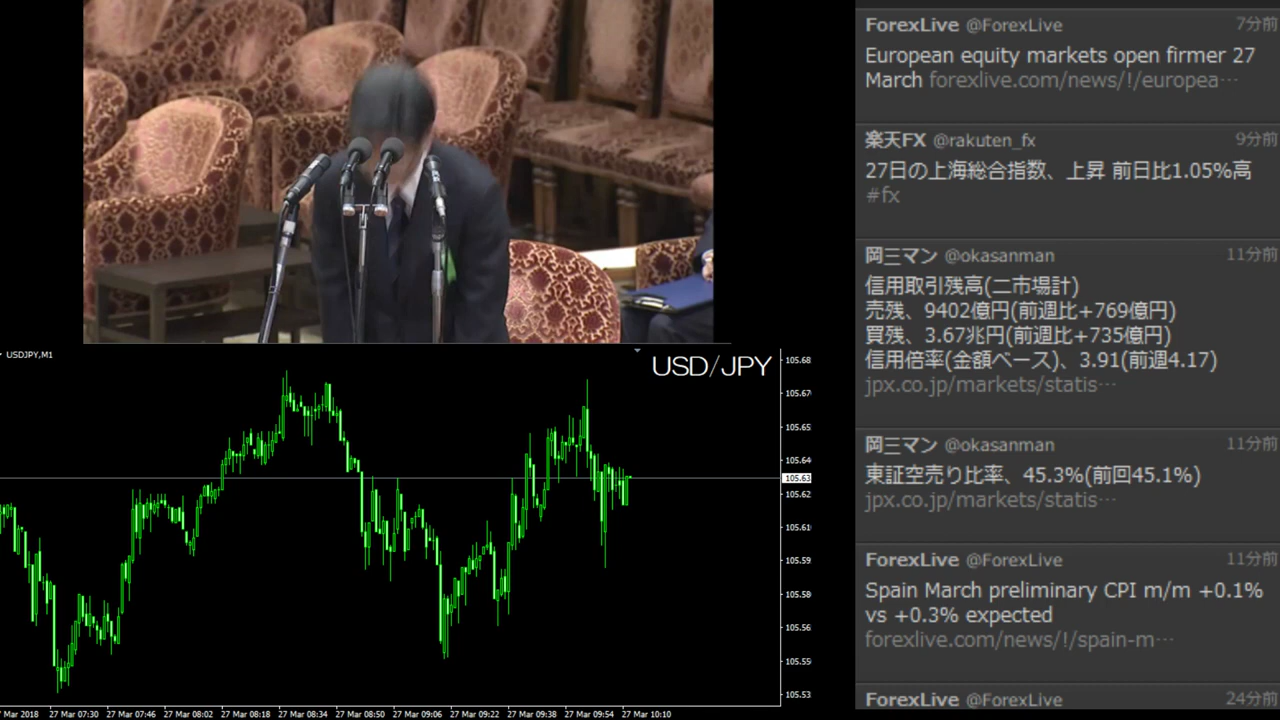 ForexLive @ForexLive 7分前
European equity markets open firmer 27
March forexlive.com/news/!/europea…
楽天FX @rakuten_fx 9分前
27日の上海総合指数、上昇 前日比1.05%高
#fx
岡三マン @okasanman 11分前
信用取引残高(二市場計)
売残、9402億円(前週比+769億円)
買残、3.67兆円(前週比+735億円)
信用倍率(金額ベース)、3.91(前週4.17)
jpx.co.jp/markets/statis…
岡三マン @okasanman 11分前
東証空売り比率、45.3%(前回45.1%)
jpx.co.jp/markets/statis…
ForexLive @ForexLive 11分前
Spain March preliminary CPI m/m +0.1%
vs +0.3% expected
forexlive.com/news/!/spain-m…
ForexLive @ForexLive 24分前
USDJPY,M1
USD/JPY
105.68
105.67
105.65
105.64
105.63
105.62
105.61
105.59
105.58
105.56
105.55
105.53
Mar 2018 27 Mar 07:30 27 Mar 07:46 27 Mar 08:02 27 Mar 08:18 27 Mar 08:34 27 Mar 08:50 27 Mar 09:06 27 Mar 09:22 27 Mar 09:38 27 Mar 09:54 27 Mar 10:10